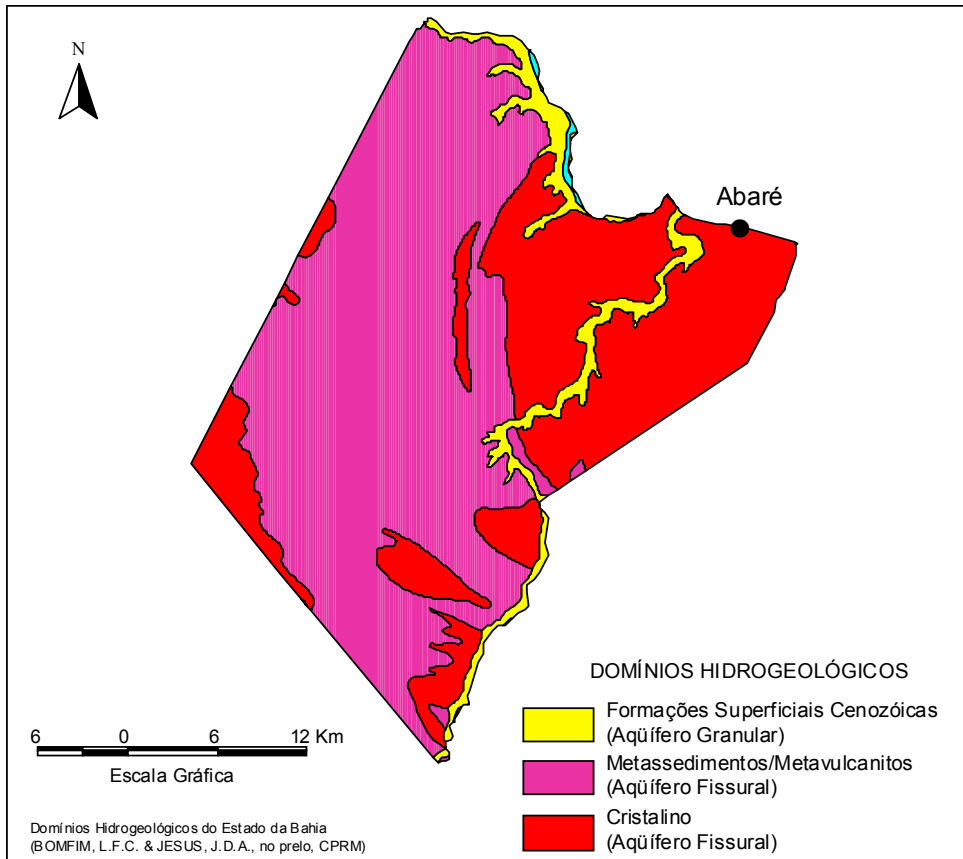 N
Abaré
DOMÍNIOS HIDROGEOLÓGICOS
Formações Superficiais Cenozóicas
(Aqüífero Granular)
Metassedimentos/Metavulcanitos
(Aqüífero Fissural)
Cristalino
(Aqüífero Fissural)
6 0 6 12 Km
Escala Gráfica
Domínios Hidrogeológicos do Estado da Bahia
(BOMFIM, L.F.C. & JESUS, J.D.A., no prelo, CPRM)